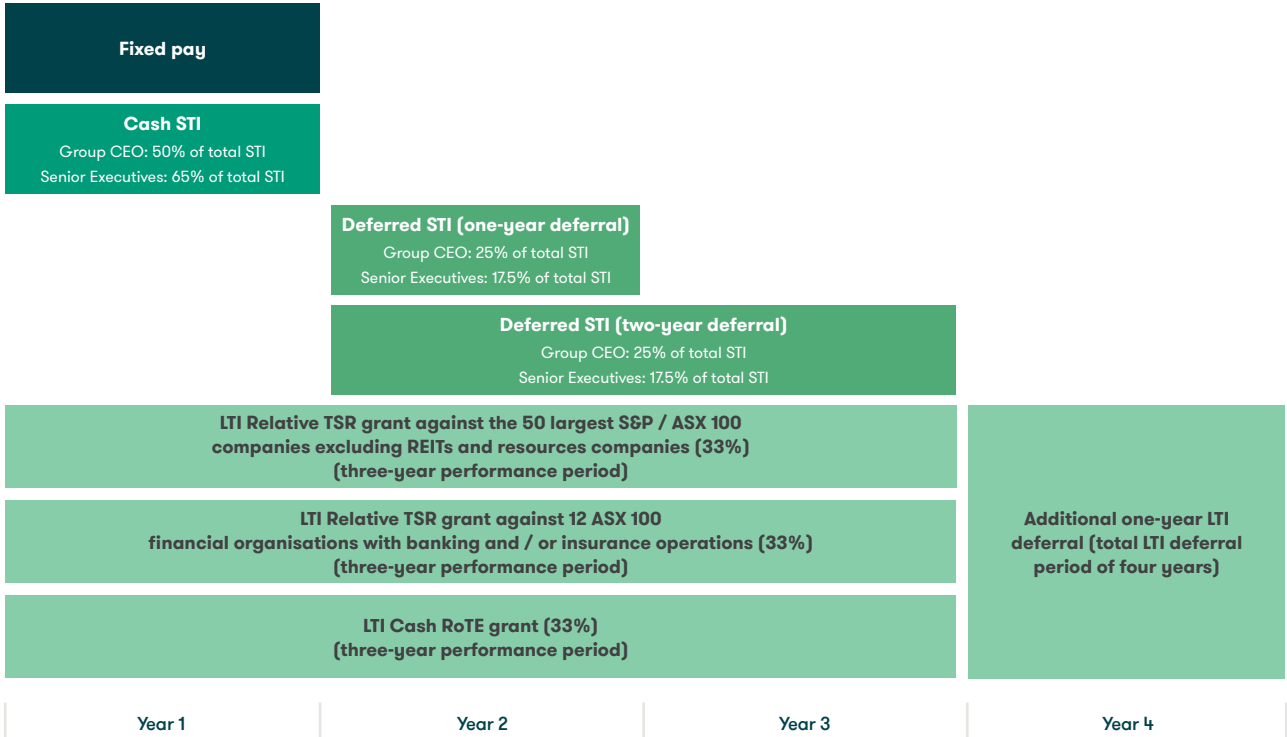 Fixed pay
Cash STI
Group CEO: 50% of total STI
Senior Executives: 65% of total STI
Deferred STI (one-year deferral)
Group CEO: 25% of total STI
Senior Executives: 17.5% of total STI
Deferred STI (two-year deferral)
Group CEO: 25% of total STI
Senior Executives: 17.5% of total STI
LTI Relative TSR grant against the 50 largest S&P / ASX 100
companies excluding REITs and resources companies (33%)
(three-year performance period)
LTI Relative TSR grant against 12 ASX 100
financial organisations with banking and / or insurance operations (33%)
(three-year performance period)
LTI Cash RoTE grant (33%)
(three-year performance period)
Additional one-year LTI
deferral (total LTI deferral
period of four years)
Year 1
Year 2
Year 3
Year 4